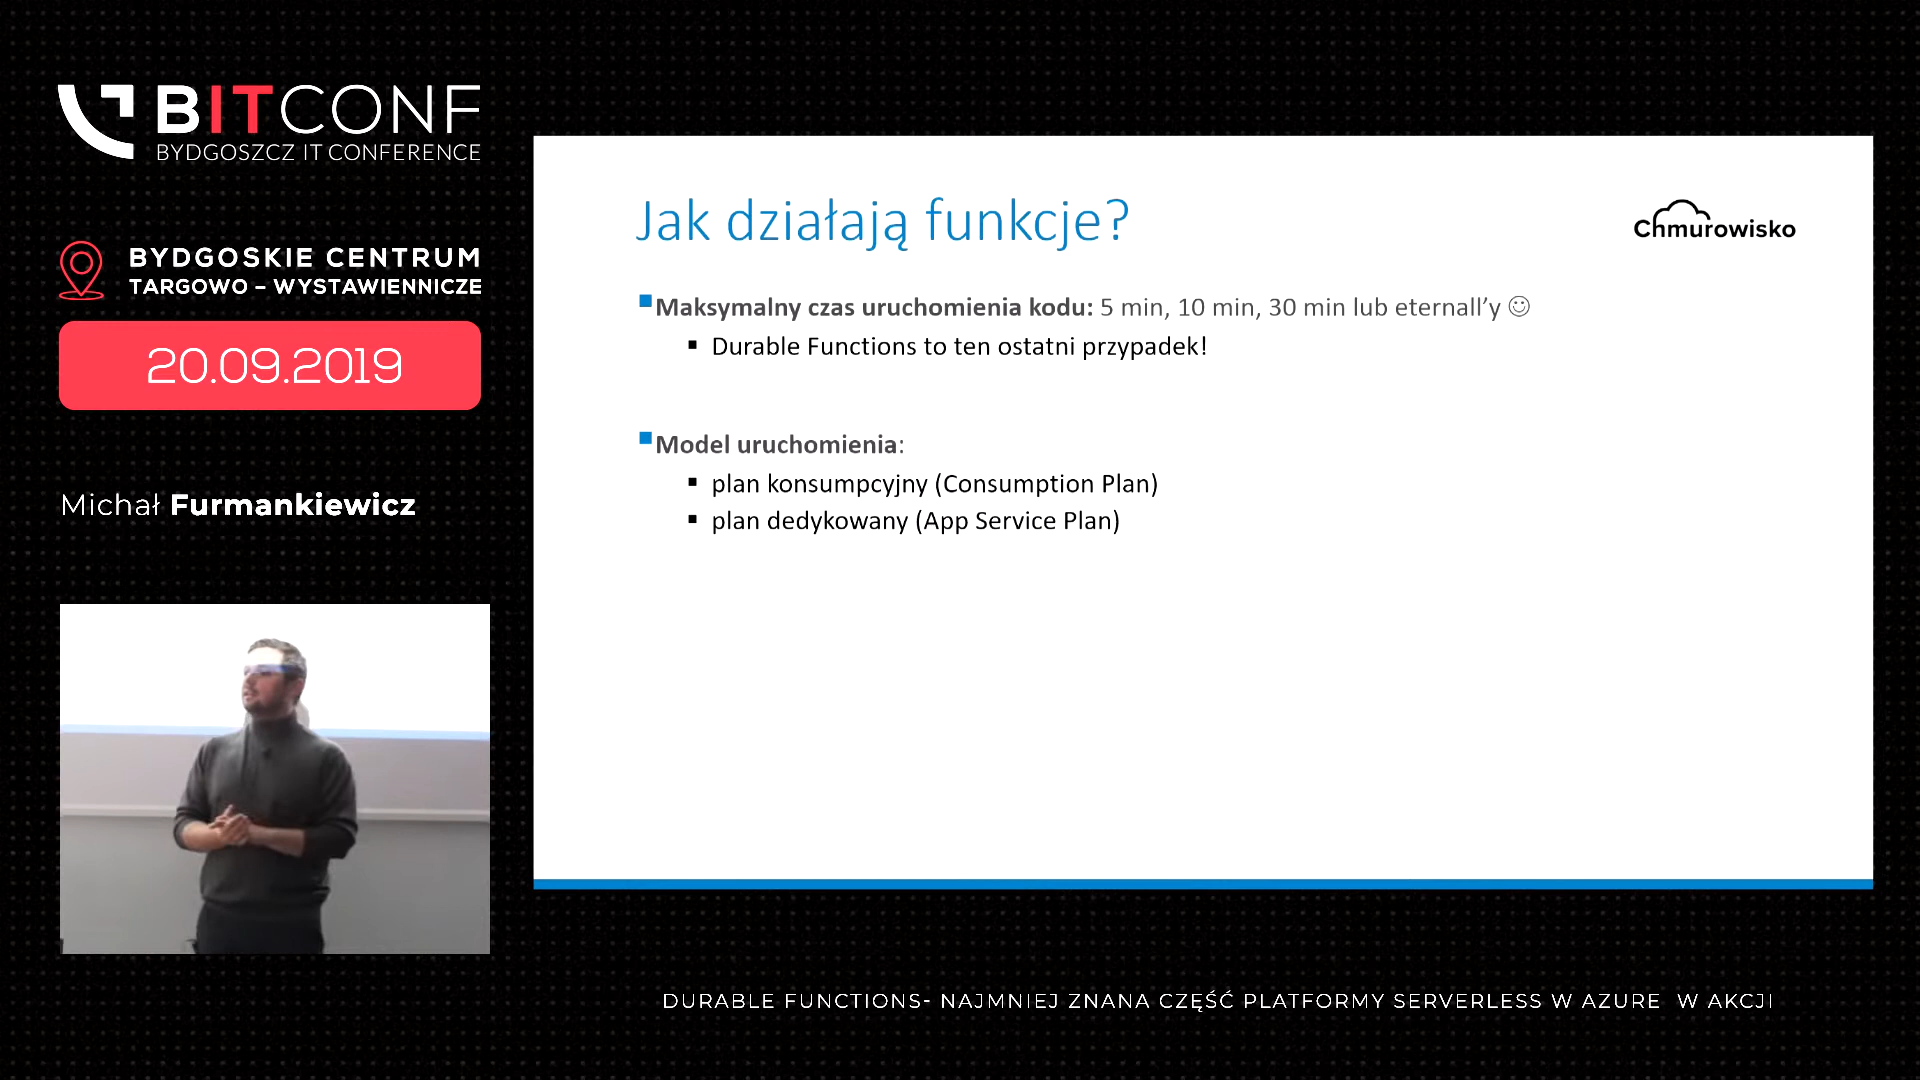 BITCONF
BYDGOSZCZ IT CONFERENCE
BYDGOSKIE CENTRUM
TARGOWO – WYSTAWIENNICZE
20.09.2019
Michał Furmankiewicz
Jak działają funkcje?
Chmurowisko
Maksymalny czas uruchomienia kodu: 5 min, 10 min, 30 min lub eternall’y ☺
Durable Functions to ten ostatni przypadek!
Model uruchomienia:
plan konsumpcyjny (Consumption Plan)
plan dedykowany (App Service Plan)
DURABLE FUNCTIONS- NAJMNIEJ ZNANA CZĘŚĆ PLATFORMY SERVERLESS W AZURE W AKCJI